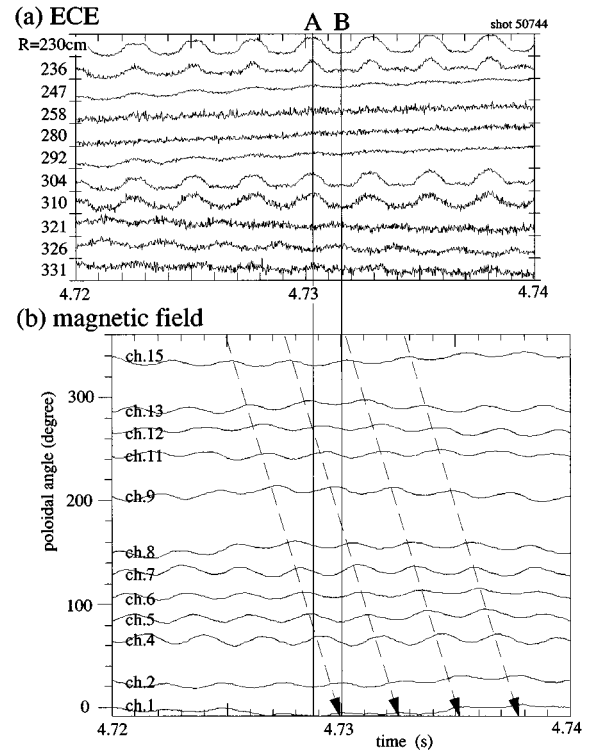 (a) ECE
A B
shot 50744
R=230cm
236
247
258
280
292
304
310
321
326
331
4.72 4.73 4.74
(b) magnetic field
ch.15
300
ch.13
ch.12
ch.11
200
ch.9
ch.8
ch.7
100
ch.6
ch.5
ch.4
ch.2
0
ch.1
poloidal angle (degree)
4.72 4.73 4.74
time (s)